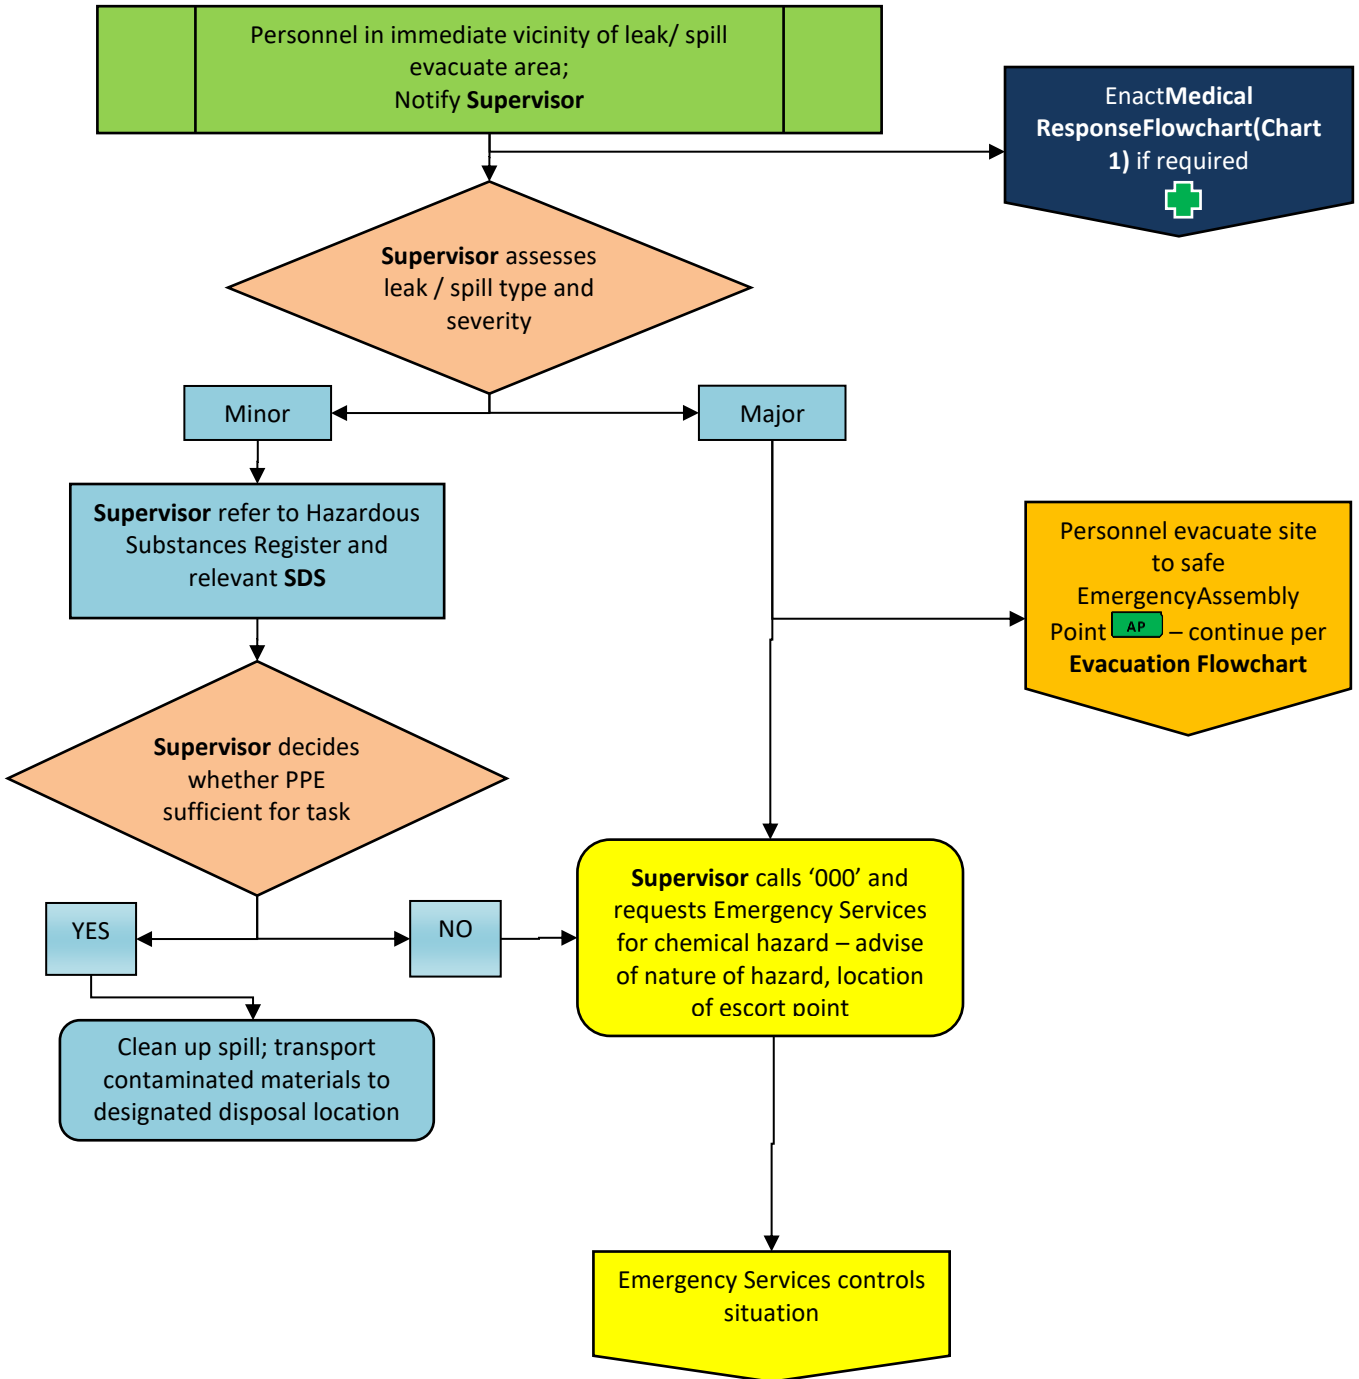 Personnel in immediate vicinity of leak/ spill
evacuate area;
Notify Supervisor
EnactMedical
ResponseFlowchart(Chart
1) if required
Supervisor assesses
leak / spill type and
severity
Minor
Major
Supervisor refer to Hazardous
Substances Register and
relevant SDS
Personnel evacuate site
to safe
EmergencyAssembly
Point AP – continue per
Evacuation Flowchart
Supervisor decides
whether PPE
sufficient for task
YES
NO
Supervisor calls ‘000’ and
requests Emergency Services
for chemical hazard – advise
of nature of hazard, location
of escort point
Clean up spill; transport
contaminated materials to
designated disposal location
Emergency Services controls
situation